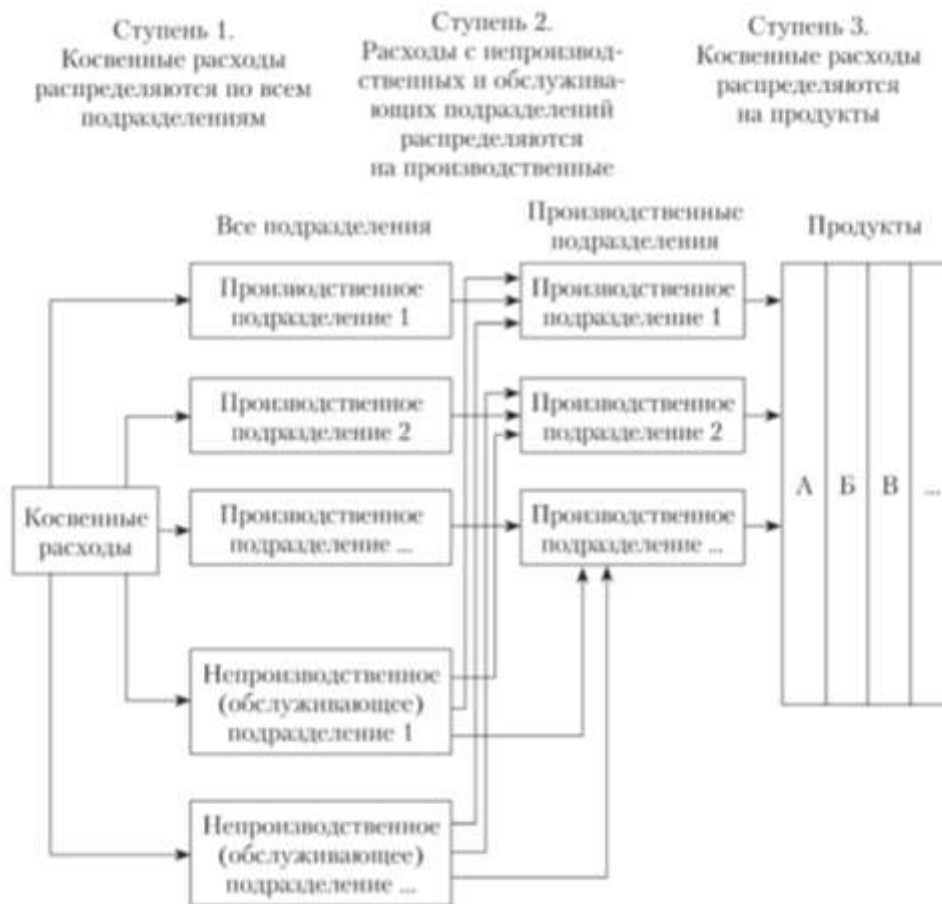 Ступень 1.
Косвенные расходы
распределяются по всем
подразделениям
Ступень 2.
Расходы с непроизвод-
ственных и обслужива-
ющих подразделений
распределяются
на производственные
Ступень 3.
Косвенные расходы
распределяются
на продукты
Все подразделения
Производственные
подразделения
Продукты
Производственное
подразделение 1
Производственное
подразделение 1
Производственное
подразделение 2
Производственное
подразделение 2
Косвенные
расходы
Производственное
подразделение ...
Производственное
подразделение ...
А Б В ...
Непроизводственное
(обслуживающее)
подразделение 1
Непроизводственное
(обслуживающее)
подразделение ...